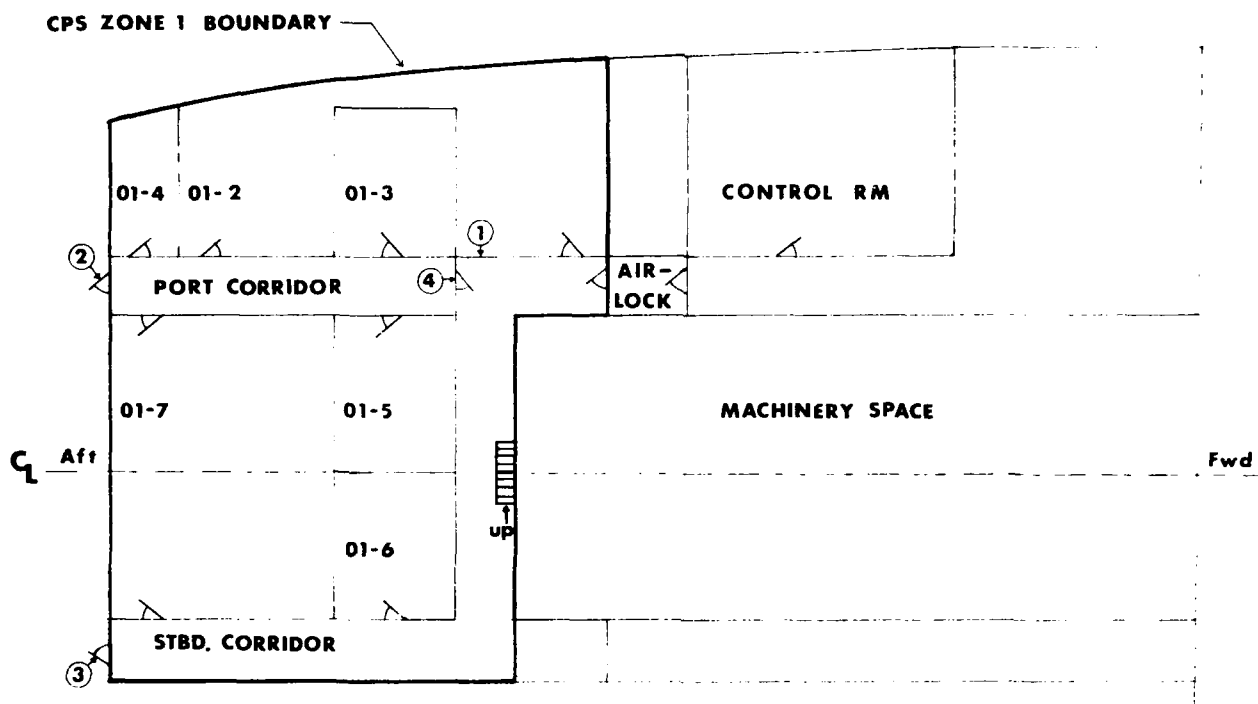 CPS ZONE 1 BOUNDARY
01-4
01-2
01-3
CONTROL RM
1
2
4
PORT CORRIDOR
AIR-
LOCK
01-7
01-5
MACHINERY SPACE
CL Aft
Fwd
up
01-6
STBD. CORRIDOR
3